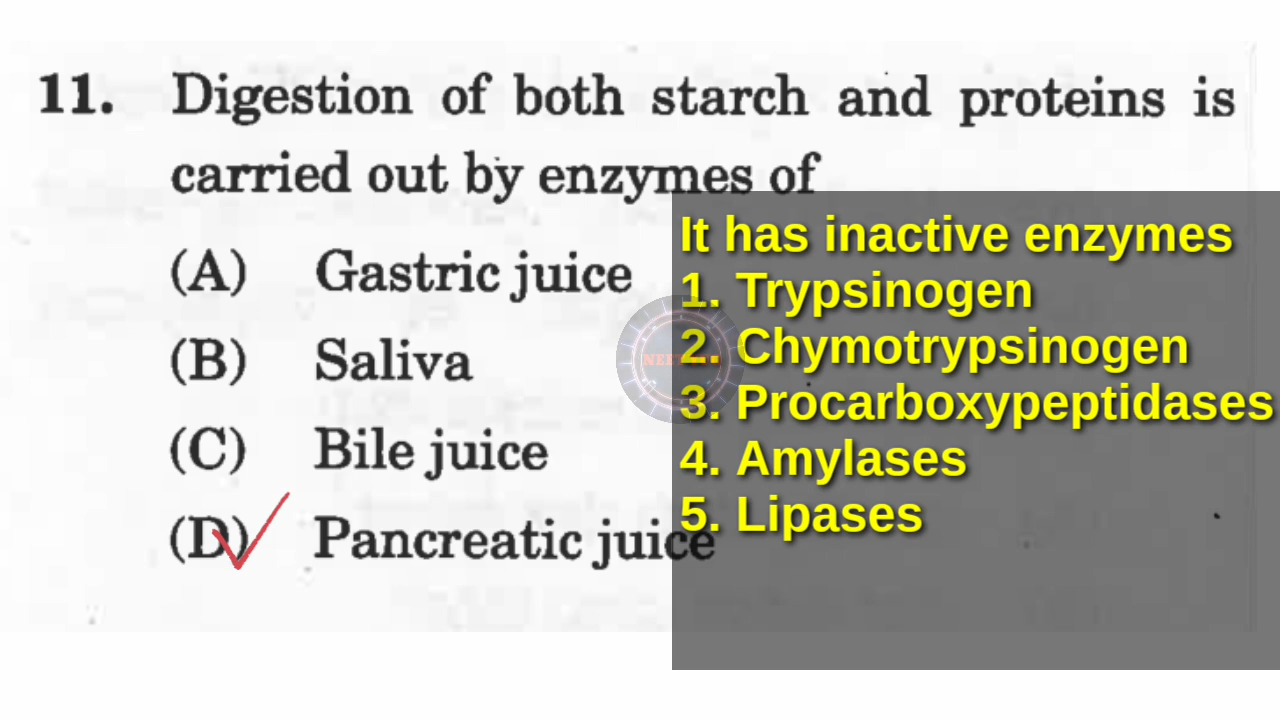 11. Digestion of both starch and proteins is
carried out by enzymes of
(A) Gastric juice
(B) Saliva
(C) Bile juice
(D) Pancreatic juice
It has inactive enzymes
1. Trypsinogen
2. Chymotrypsinogen
3. Procarboxypeptidases
4. Amylases
5. Lipases